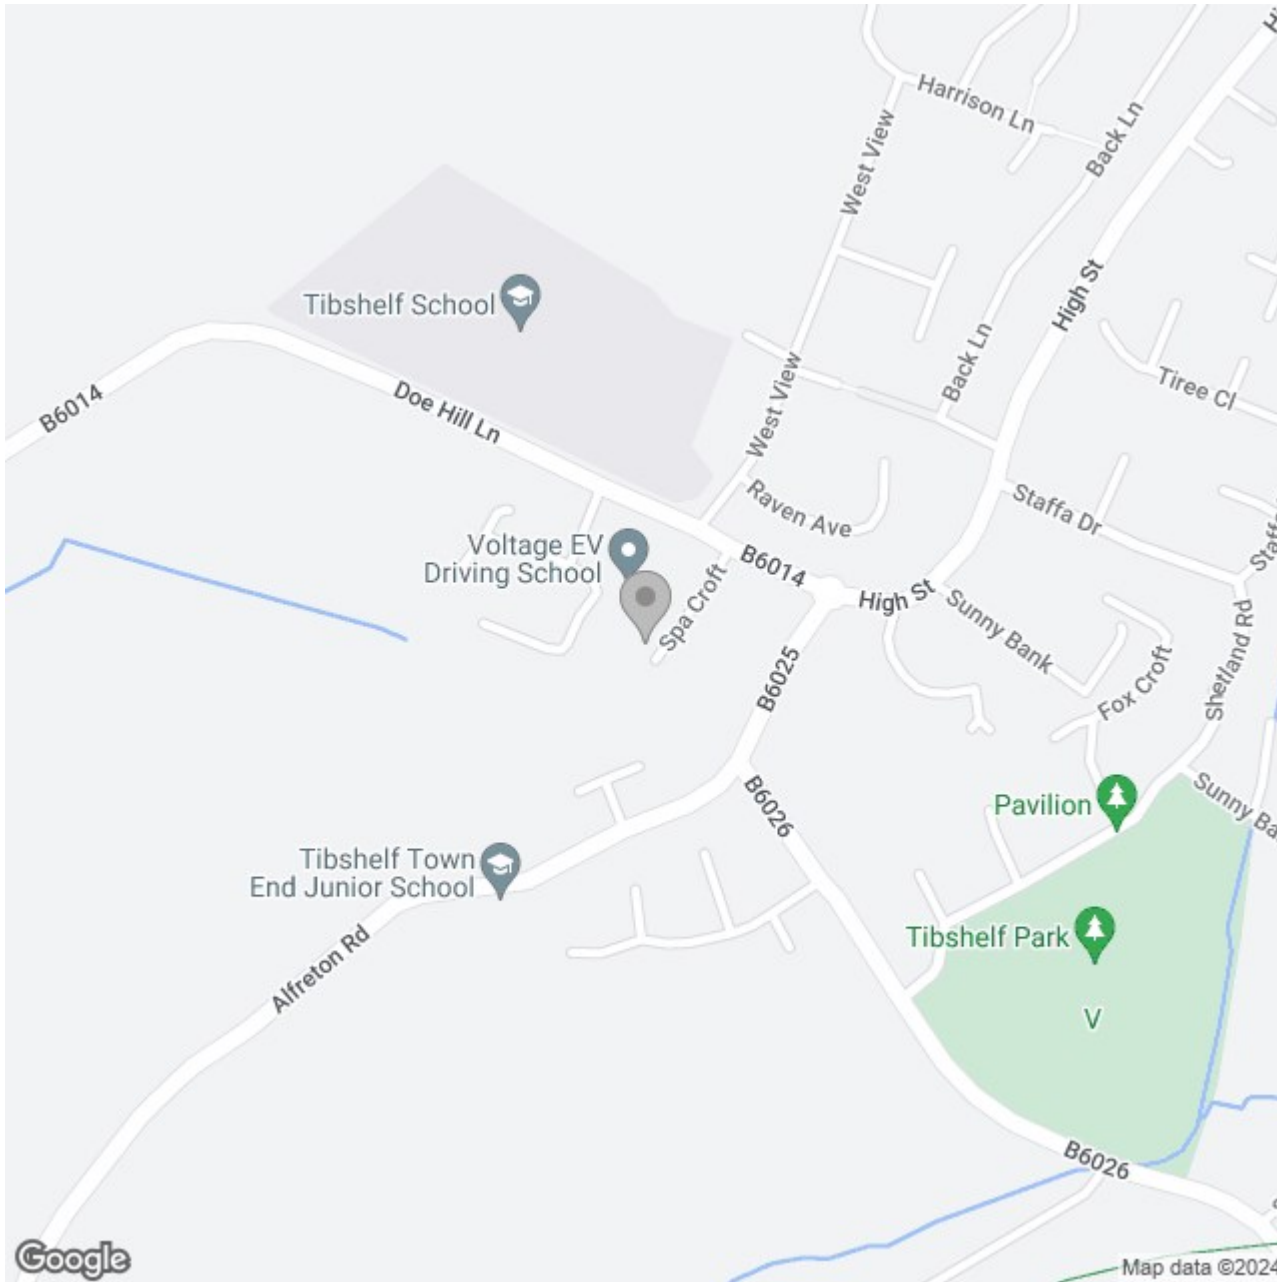 Harrison Ln
Back Ln
West View
High St
Tibshelf School
B6014
Doe Hill Ln
Back Ln
Tiree Cl
West View
Raven Ave
Staffa Dr
Voltage EV
Driving School
B6014
High St
Spa Croft
Sunny Bank
Shetland Rd
B6025
Fox Croft
B6026
Pavilion
Sunny Ba
Tibshelf Town
End Junior School
Tibshelf Park
Alfreton Rd
V
B6026
Google
Map data ©2024